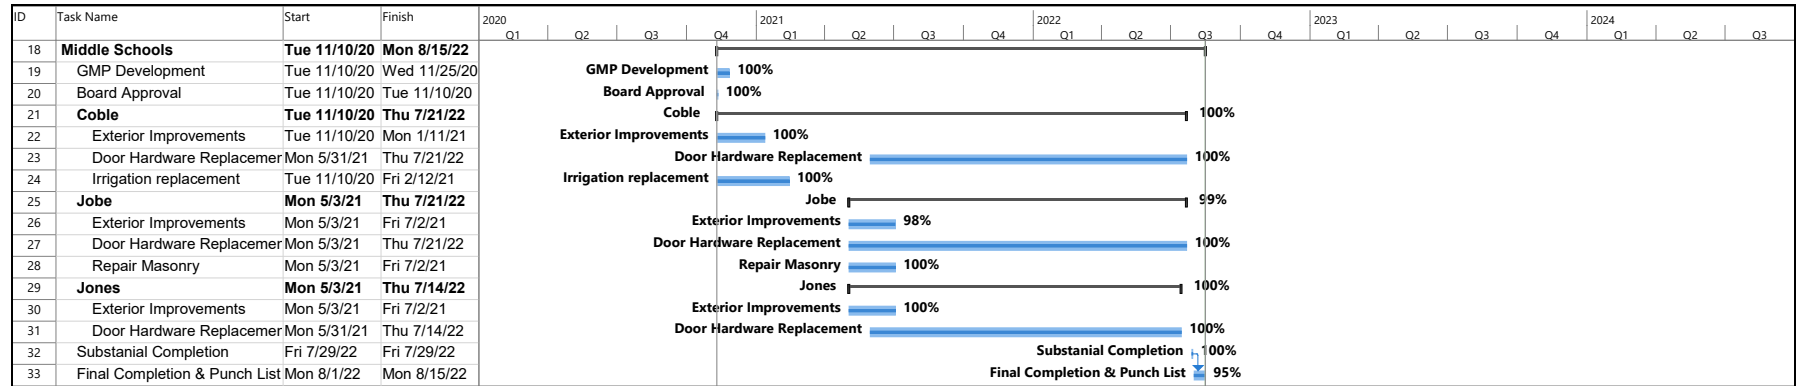 ID Task Name Start Finish 2020 2021 2022 2023 2024
Q1 Q2 Q3 Q4 Q1 Q2 Q3 Q4 Q1 Q2 Q3 Q4 Q1 Q2 Q3 Q4 Q1 Q2 Q3
18 Middle Schools Tue 11/10/20 Mon 8/15/22
19 GMP Development Tue 11/10/20 Wed 11/25/20 GMP Development 100%
20 Board Approval Tue 11/10/20 Tue 11/10/20 Board Approval 100%
21 Coble Tue 11/10/20 Thu 7/21/22 Coble 100%
22 Exterior Improvements Tue 11/10/20 Mon 1/11/21 Exterior Improvements 100%
23 Door Hardware Replacemer Mon 5/31/21 Thu 7/21/22 Door Hardware Replacement 100%
24 Irrigation replacement Tue 11/10/20 Fri 2/12/21 Irrigation replacement 100%
25 Jobe Mon 5/3/21 Thu 7/21/22 Jobe 99%
26 Exterior Improvements Mon 5/3/21 Fri 7/2/21 Exterior Improvements 98%
27 Door Hardware Replacemer Mon 5/3/21 Thu 7/21/22 Door Hardware Replacement 100%
28 Repair Masonry Mon 5/3/21 Fri 7/2/21 Repair Masonry 100%
29 Jones Mon 5/3/21 Thu 7/14/22 Jones 100%
30 Exterior Improvements Mon 5/3/21 Fri 7/2/21 Exterior Improvements 100%
31 Door Hardware Replacemer Mon 5/31/21 Thu 7/14/22 Door Hardware Replacement 100%
32 Substanial Completion Fri 7/29/22 Fri 7/29/22 Substanial Completion 100%
33 Final Completion & Punch List Mon 8/1/22 Mon 8/15/22 Final Completion & Punch List 95%